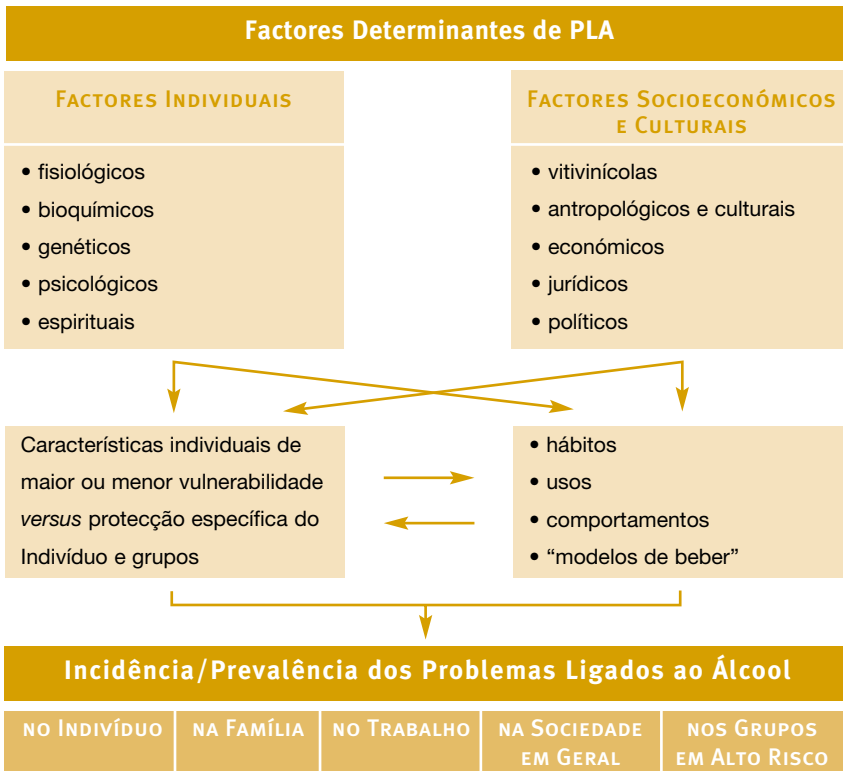 Factores Determinantes de PLA
Factores Individuais
• fisiológicos
• bioquímicos
• genéticos
• psicológicos
• espirituais
Factores Socioeconómicos
e Culturais
• vitivinícolas
• antropológicos e culturais
• económicos
• jurídicos
• políticos
Características individuais de
maior ou menor vulnerabilidade
versus protecção específica do
Indivíduo e grupos
• hábitos
• usos
• comportamentos
• “modelos de beber”
Incidência/Prevalência dos Problemas Ligados ao Álcool
no Indivíduo
na Família
no Trabalho
na Sociedade
em Geral
nos Grupos
em Alto Risco